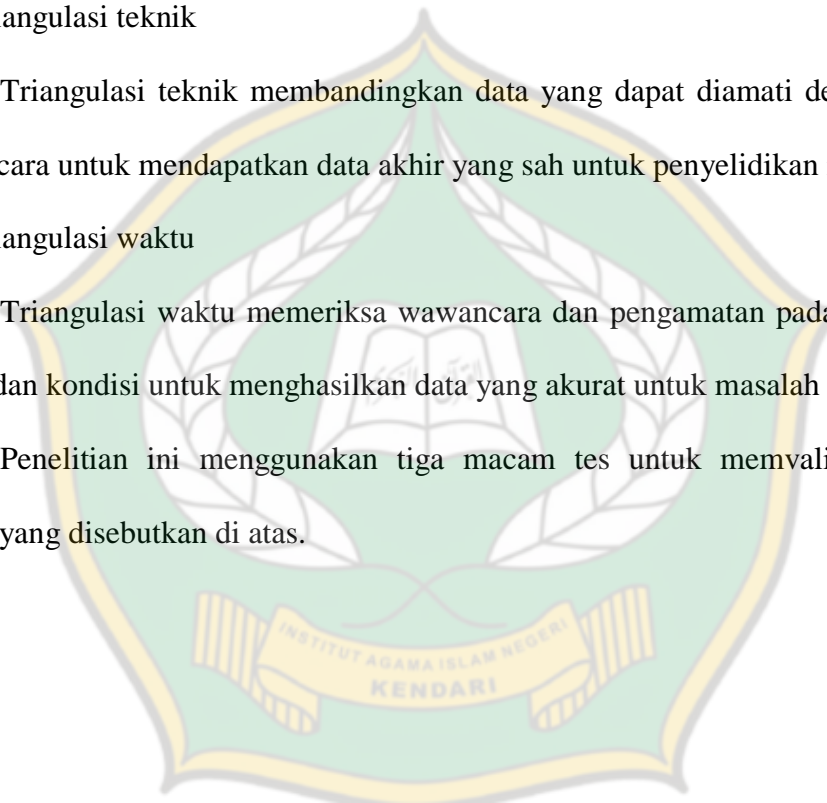 angulasi teknik
Triangulasi teknik membandingkan data yang dapat diamati de
cara untuk mendapatkan data akhir yang sah untuk penyelidikan
angulasi waktu
Triangulasi waktu memeriksa wawancara dan pengamatan pada
dan kondisi untuk menghasilkan data yang akurat untuk masalah
Penelitian ini menggunakan tiga macam tes untuk memvali
yang disebutkan di atas.
INSTITUT AGAMA ISLAM NEGERI
KENDARI